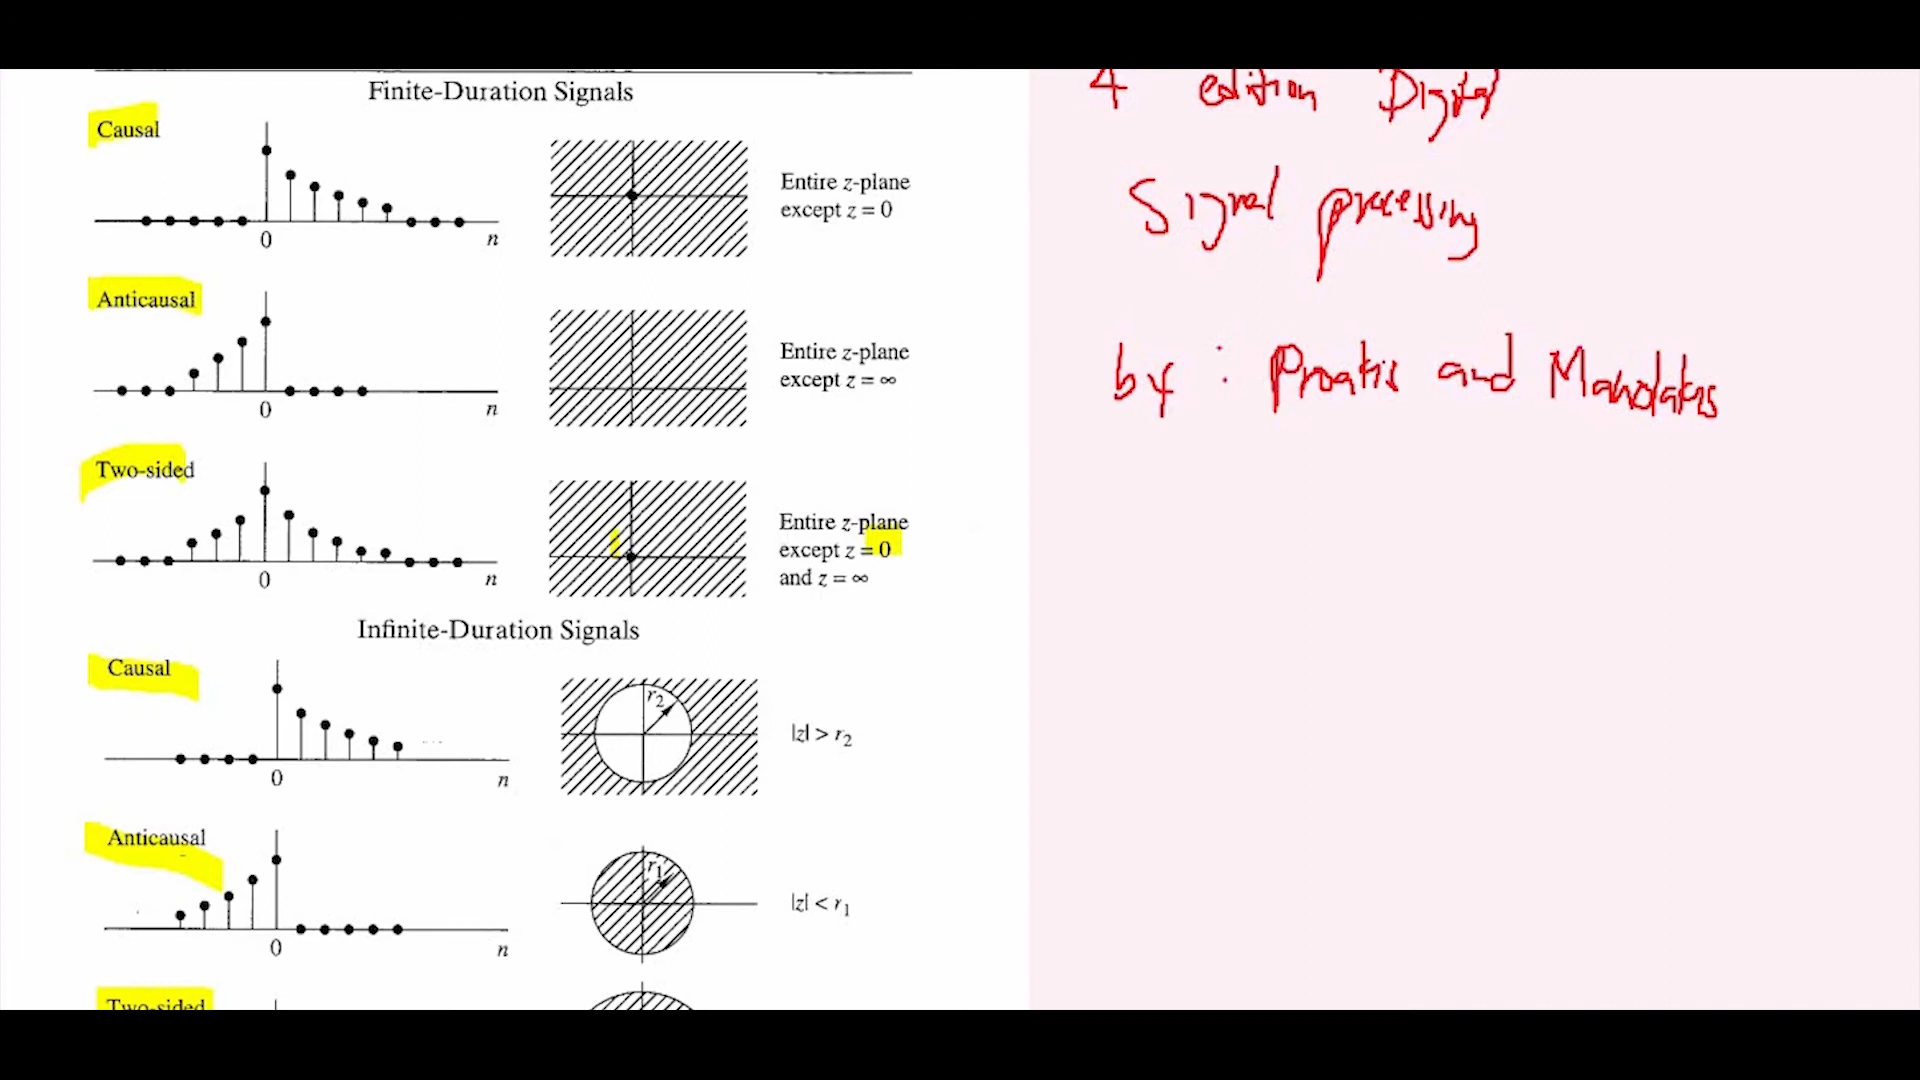 Finite-Duration Signals
Causal
0
n
Entire z-plane
except z = 0
Anticausal
0
n
Entire z-plane
except z = ∞
Two-sided
0
n
Entire z-plane
except z = 0
and z = ∞
Infinite-Duration Signals
Causal
0
n
r2
|z| > r2
Anticausal
0
n
r1
|z| < r1
Two-sided
4 edition Digital
Signal processing
by : Proakis and Manolakis